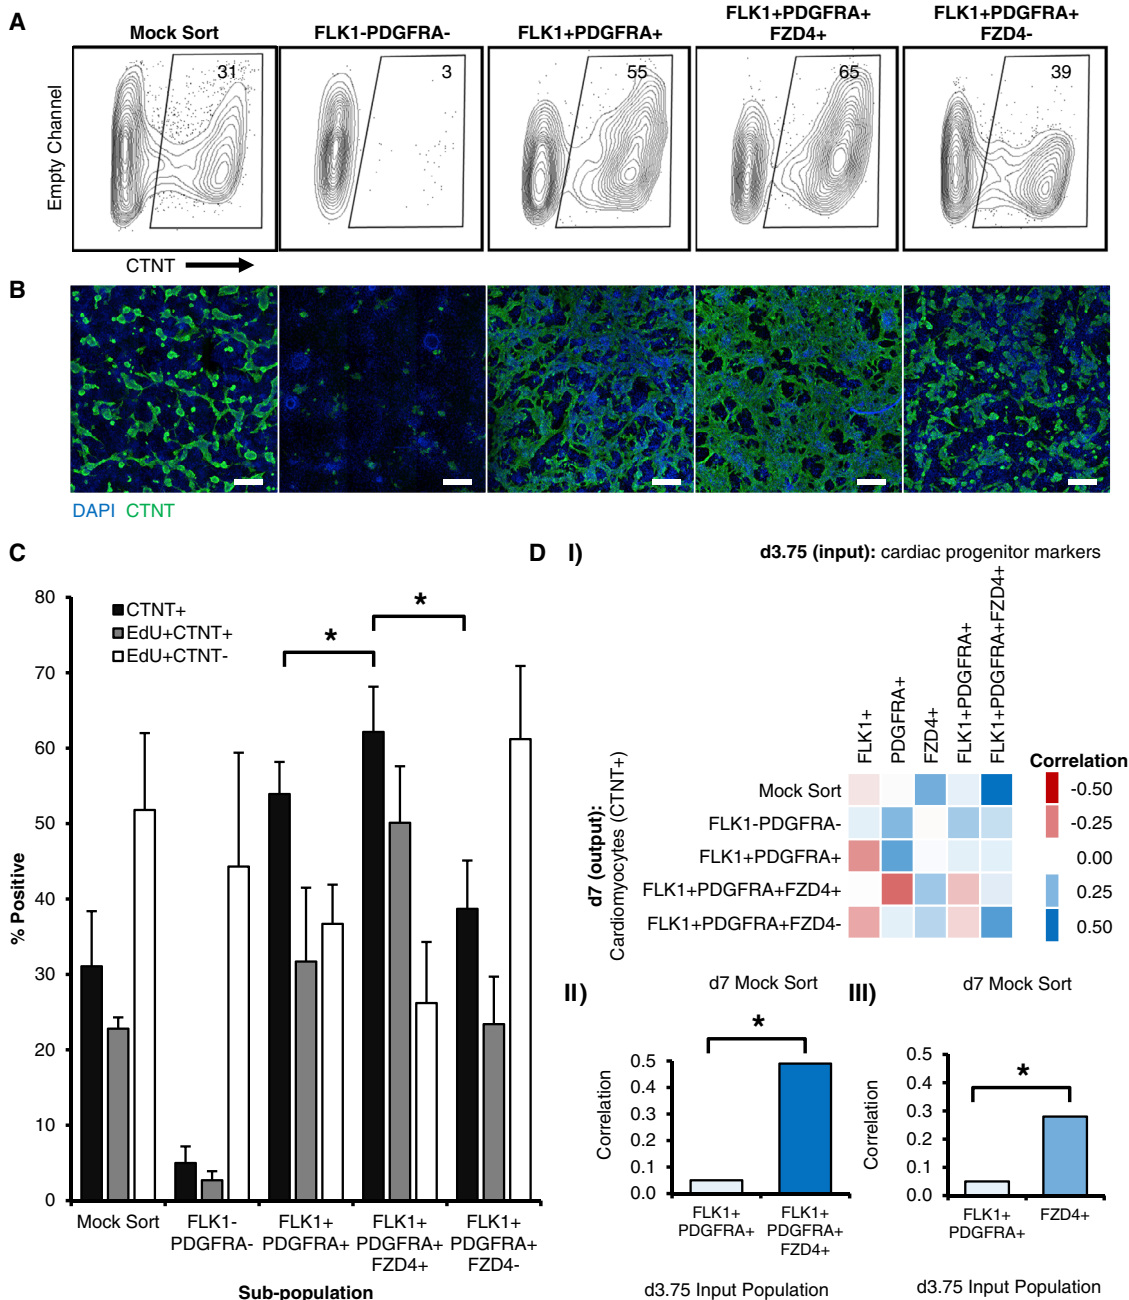 A
Mock Sort
FLK1-PDGFRA-
FLK1+PDGFRA+
FLK1+PDGFRA+
FZD4+
FLK1+PDGFRA+
FZD4-
31
3
55
65
39
Empty Channel
CTNT
B
DAPI CTNT
C
80
70
60
50
40
30
20
10
0
% Positive
CTNT+
EdU+CTNT+
EdU+CTNT-
*
*
Mock Sort
FLK1-
PDGFRA-
FLK1+
PDGFRA+
FLK1+
PDGFRA+
FZD4+
FLK1+
PDGFRA+
FZD4-
Sub-population
D I)
d3.75 (input): cardiac progenitor markers
FLK1+
PDGFRA+
FZD4+
FLK1+PDGFRA+
FLK1+PDGFRA+FZD4+
d7 (output):
Cardiomyocytes (CTNT+)
Mock Sort
FLK1-PDGFRA-
FLK1+PDGFRA+
FLK1+PDGFRA+FZD4+
FLK1+PDGFRA+FZD4-
Correlation
-0.50
-0.25
0.00
0.25
0.50
II)
d7 Mock Sort
*
Correlation
0.5
0.4
0.3
0.2
0.1
0.0
FLK1+
PDGFRA+
FLK1+
PDGFRA+
FZD4+
d3.75 Input Population
III)
d7 Mock Sort
*
Correlation
0.5
0.4
0.3
0.2
0.1
0.0
FLK1+
PDGFRA+
FZD4+
d3.75 Input Population